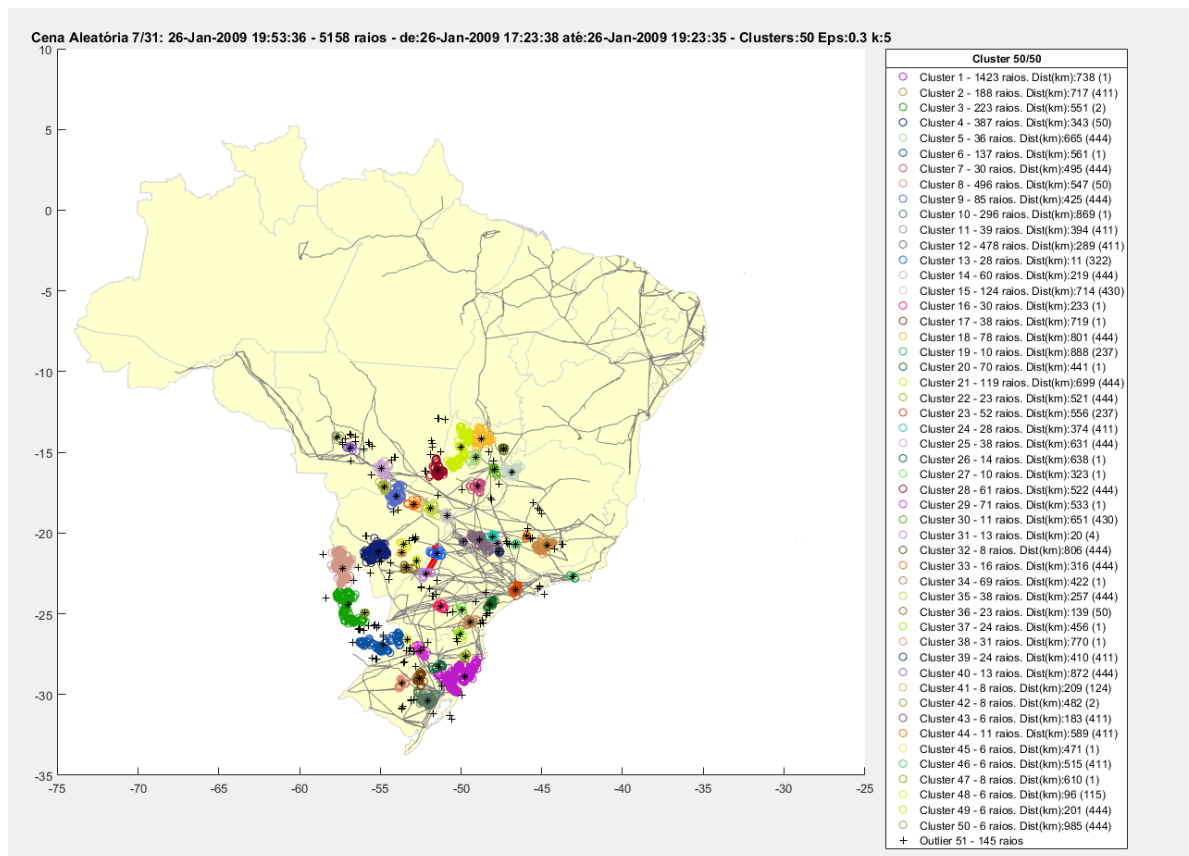 Cena Aleatória 7/31: 26-Jan-2009 19:53:36 - 5158 raios - de:26-Jan-2009 17:23:38 até:26-Jan-2009 19:23:35 - Clusters:50 Eps:0.3 k:5
10
5
0
-5
-10
-15
-20
-25
-30
-35
-75
-70
-65
-60
-55
-50
-45
-40
-35
-30
-25
Cluster 50/50
Cluster 1 - 1423 raios. Dist(km):738 (1)
Cluster 2 - 188 raios. Dist(km):717 (411)
Cluster 3 - 223 raios. Dist(km):551 (2)
Cluster 4 - 387 raios. Dist(km):343 (50)
Cluster 5 - 36 raios. Dist(km):665 (444)
Cluster 6 - 137 raios. Dist(km):561 (1)
Cluster 7 - 30 raios. Dist(km):495 (444)
Cluster 8 - 496 raios. Dist(km):547 (50)
Cluster 9 - 85 raios. Dist(km):425 (444)
Cluster 10 - 296 raios. Dist(km):869 (1)
Cluster 11 - 39 raios. Dist(km):394 (411)
Cluster 12 - 478 raios. Dist(km):289 (411)
Cluster 13 - 28 raios. Dist(km):11 (322)
Cluster 14 - 60 raios. Dist(km):219 (444)
Cluster 15 - 124 raios. Dist(km):714 (430)
Cluster 16 - 30 raios. Dist(km):233 (1)
Cluster 17 - 38 raios. Dist(km):719 (1)
Cluster 18 - 78 raios. Dist(km):801 (444)
Cluster 19 - 10 raios. Dist(km):888 (237)
Cluster 20 - 70 raios. Dist(km):441 (1)
Cluster 21 - 119 raios. Dist(km):699 (444)
Cluster 22 - 23 raios. Dist(km):521 (444)
Cluster 23 - 52 raios. Dist(km):556 (237)
Cluster 24 - 28 raios. Dist(km):374 (411)
Cluster 25 - 38 raios. Dist(km):631 (444)
Cluster 26 - 14 raios. Dist(km):638 (1)
Cluster 27 - 10 raios. Dist(km):323 (1)
Cluster 28 - 61 raios. Dist(km):522 (444)
Cluster 29 - 71 raios. Dist(km):533 (1)
Cluster 30 - 11 raios. Dist(km):651 (430)
Cluster 31 - 13 raios. Dist(km):20 (4)
Cluster 32 - 8 raios. Dist(km):806 (444)
Cluster 33 - 16 raios. Dist(km):316 (444)
Cluster 34 - 69 raios. Dist(km):422 (1)
Cluster 35 - 38 raios. Dist(km):257 (444)
Cluster 36 - 23 raios. Dist(km):139 (50)
Cluster 37 - 24 raios. Dist(km):456 (1)
Cluster 38 - 31 raios. Dist(km):770 (1)
Cluster 39 - 24 raios. Dist(km):410 (411)
Cluster 40 - 13 raios. Dist(km):872 (444)
Cluster 41 - 8 raios. Dist(km):209 (124)
Cluster 42 - 8 raios. Dist(km):482 (2)
Cluster 43 - 6 raios. Dist(km):183 (411)
Cluster 44 - 11 raios. Dist(km):589 (411)
Cluster 45 - 6 raios. Dist(km):471 (1)
Cluster 46 - 6 raios. Dist(km):515 (411)
Cluster 47 - 8 raios. Dist(km):610 (1)
Cluster 48 - 6 raios. Dist(km):96 (115)
Cluster 49 - 6 raios. Dist(km):201 (444)
Cluster 50 - 6 raios. Dist(km):985 (444)
Outlier 51 - 145 raios